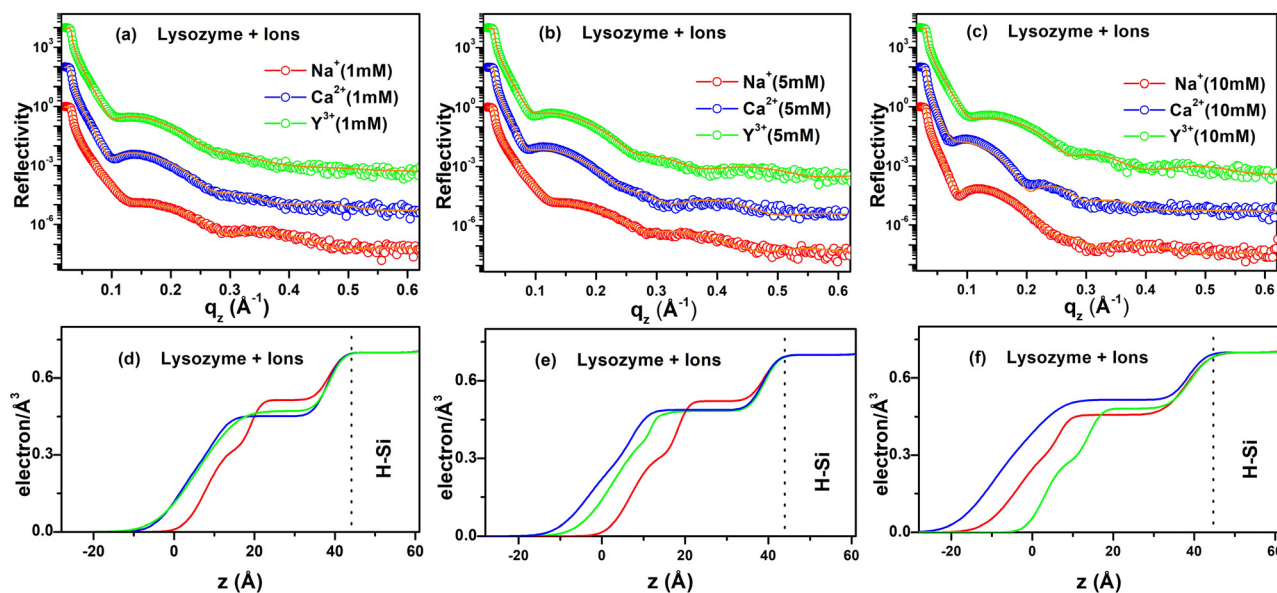 (a) Lysozyme + Ions
Na⁺(1mM)
Ca²⁺(1mM)
Y³⁺(1mM)
Reflectivity
10³
10⁰
10⁻³
10⁻⁶
0.1 0.2 0.3 0.4 0.5 0.6
q_z (Å⁻¹)
(b) Lysozyme + Ions
Na⁺(5mM)
Ca²⁺(5mM)
Y³⁺(5mM)
Reflectivity
10³
10⁰
10⁻³
10⁻⁶
0.1 0.2 0.3 0.4 0.5 0.6
q_z (Å⁻¹)
(c) Lysozyme + Ions
Na⁺(10mM)
Ca²⁺(10mM)
Y³⁺(10mM)
Reflectivity
10³
10⁰
10⁻³
10⁻⁶
0.1 0.2 0.3 0.4 0.5 0.6
q_z (Å⁻¹)
(d) Lysozyme + Ions
electron/Å³
0.6
0.3
0.0
H-Si
-20 0 20 40 60
z (Å)
(e) Lysozyme + Ions
electron/Å³
0.6
0.3
0.0
H-Si
-20 0 20 40 60
z (Å)
(f) Lysozyme + Ions
electron/Å³
0.6
0.3
0.0
H-Si
-20 0 20 40 60
z (Å)